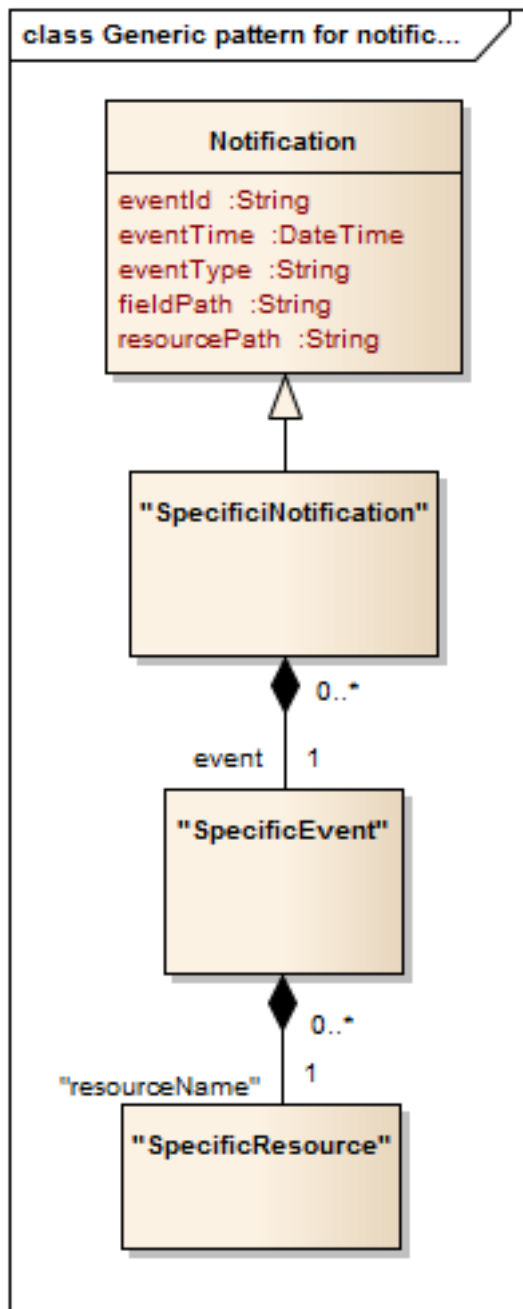 class Generic pattern for notific...
Notification
eventId :String
eventTime :DateTime
eventType :String
fieldPath :String
resourcePath :String
"SpecificiNotification"
0..*
event 1
"SpecificEvent"
0..*
1
"resourceName"
"SpecificResource"